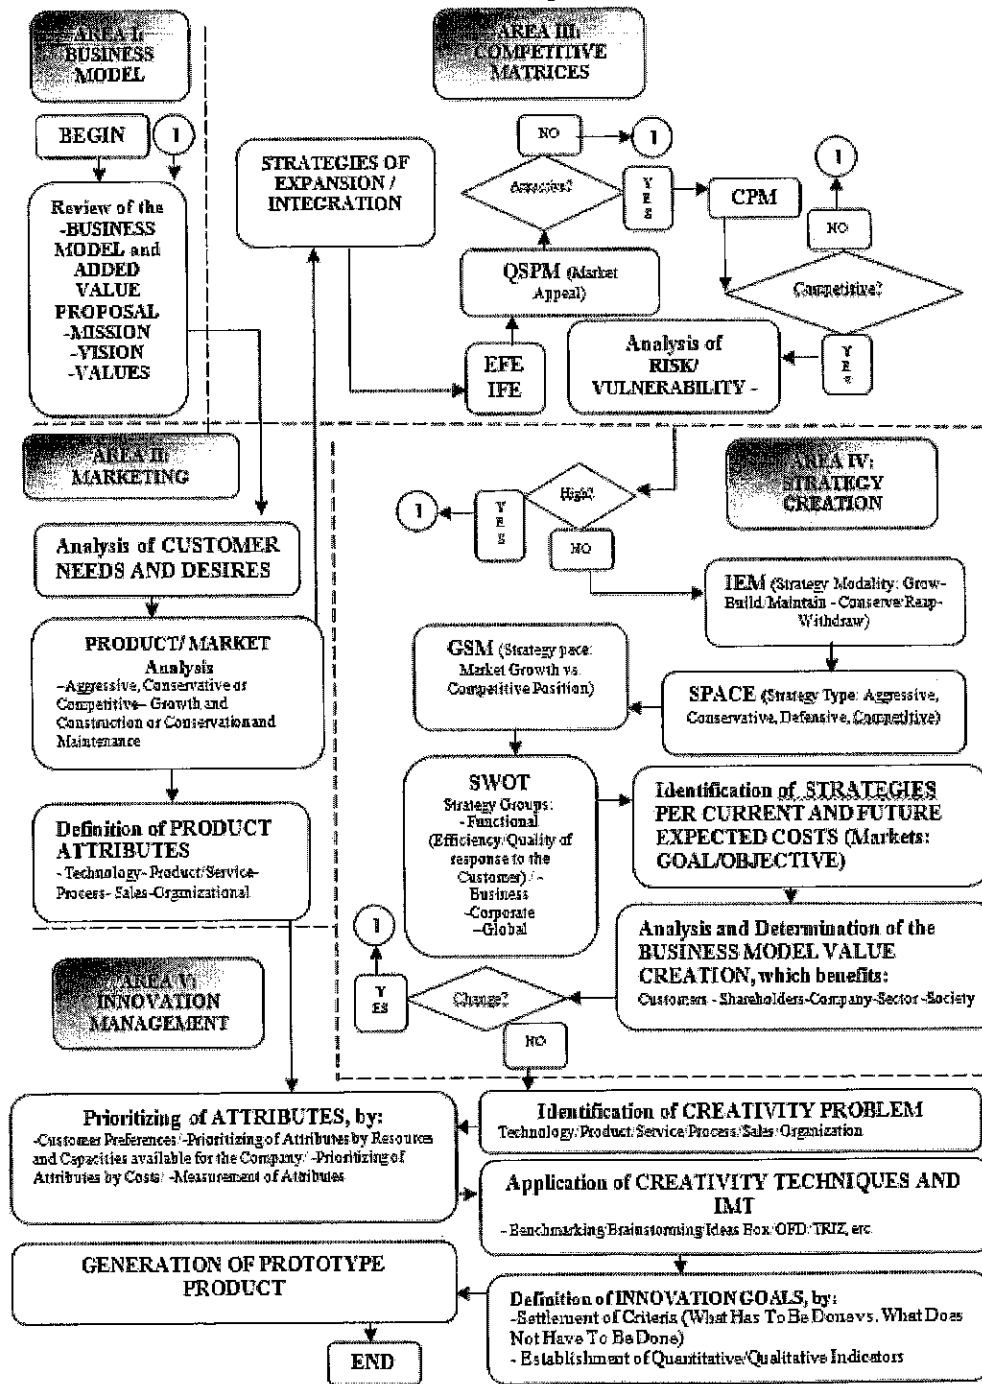 AREA I:
BUSINESS
MODEL
BEGIN
1
Review of the
-BUSINESS
MODEL and
ADDED
VALUE
PROPOSAL
-MISSION
-VISION
-VALUES
STRATEGIES OF
EXPANSION /
INTEGRATION
AREA III:
COMPETITIVE
MATRICES
NO
1
Attractive?
Y
E
S
CPM
1
NO
Competitive?
Y
E
s
QSPM (Market
Appeal)
EFE
IFE
Analysis of
RISK/
VULNERABILITY -
AREA II:
MARKETING
Analysis of CUSTOMER
NEEDS AND DESIRES
PRODUCT/ MARKET
Analysis
-Aggressive, Conservative or
Competitive- Growth and
Construction or Conservation and
Maintenance
Definition of PRODUCT
ATTRIBUTES
- Technology- Product/Service-
Process- Sales-Organizational
AREA IV:
STRATEGY
CREATION
High?
1
Y
E
S
NO
IEM (Strategy Modality: Grow-
Build/Maintain - Conserve/Reap-
Withdraw)
GSM (Strategy pace:
Market Growth vs.
Competitive Position)
SPACE (Strategy Type: Aggressive,
Conservative, Defensive, Competitive)
SWOT
Strategy Groups:
- Functional
(Efficiency/Quality of
response to the
Customer) / -
Business
-Corporate
-Global
Identification of STRATEGIES
PER CURRENT AND FUTURE
EXPECTED COSTS (Markets:
GOAL/OBJECTIVE)
Analysis and Determination of the
BUSINESS MODEL VALUE
CREATION, which benefits:
Customers - Shareholders-Company-Sector -Society
1
Y
ES
Change?
NO
AREA V:
INNOVATION
MANAGEMENT
Prioritizing of ATTRIBUTES, by:
-Customer Preferences/ -Prioritizing of Attributes by Resources
and Capacities available for the Company/ -Prioritizing of
Attributes by Costs/ -Measurement of Attributes
Identification of CREATIVITY PROBLEM
Technology/Product/Service/Process/Sales/Organization
Application of CREATIVITY TECHNIQUES AND
IMT
- Benchmarking/Brainstorming/Ideas Box/QFD/TRIZ, etc
GENERATION OF PROTOTYPE
PRODUCT
Definition of INNOVATION GOALS, by:
-Settlement of Criteria (What Has To Be Done vs. What Does
Not Have To Be Done)
- Establishment of Quantitative/Qualitative Indicators
END